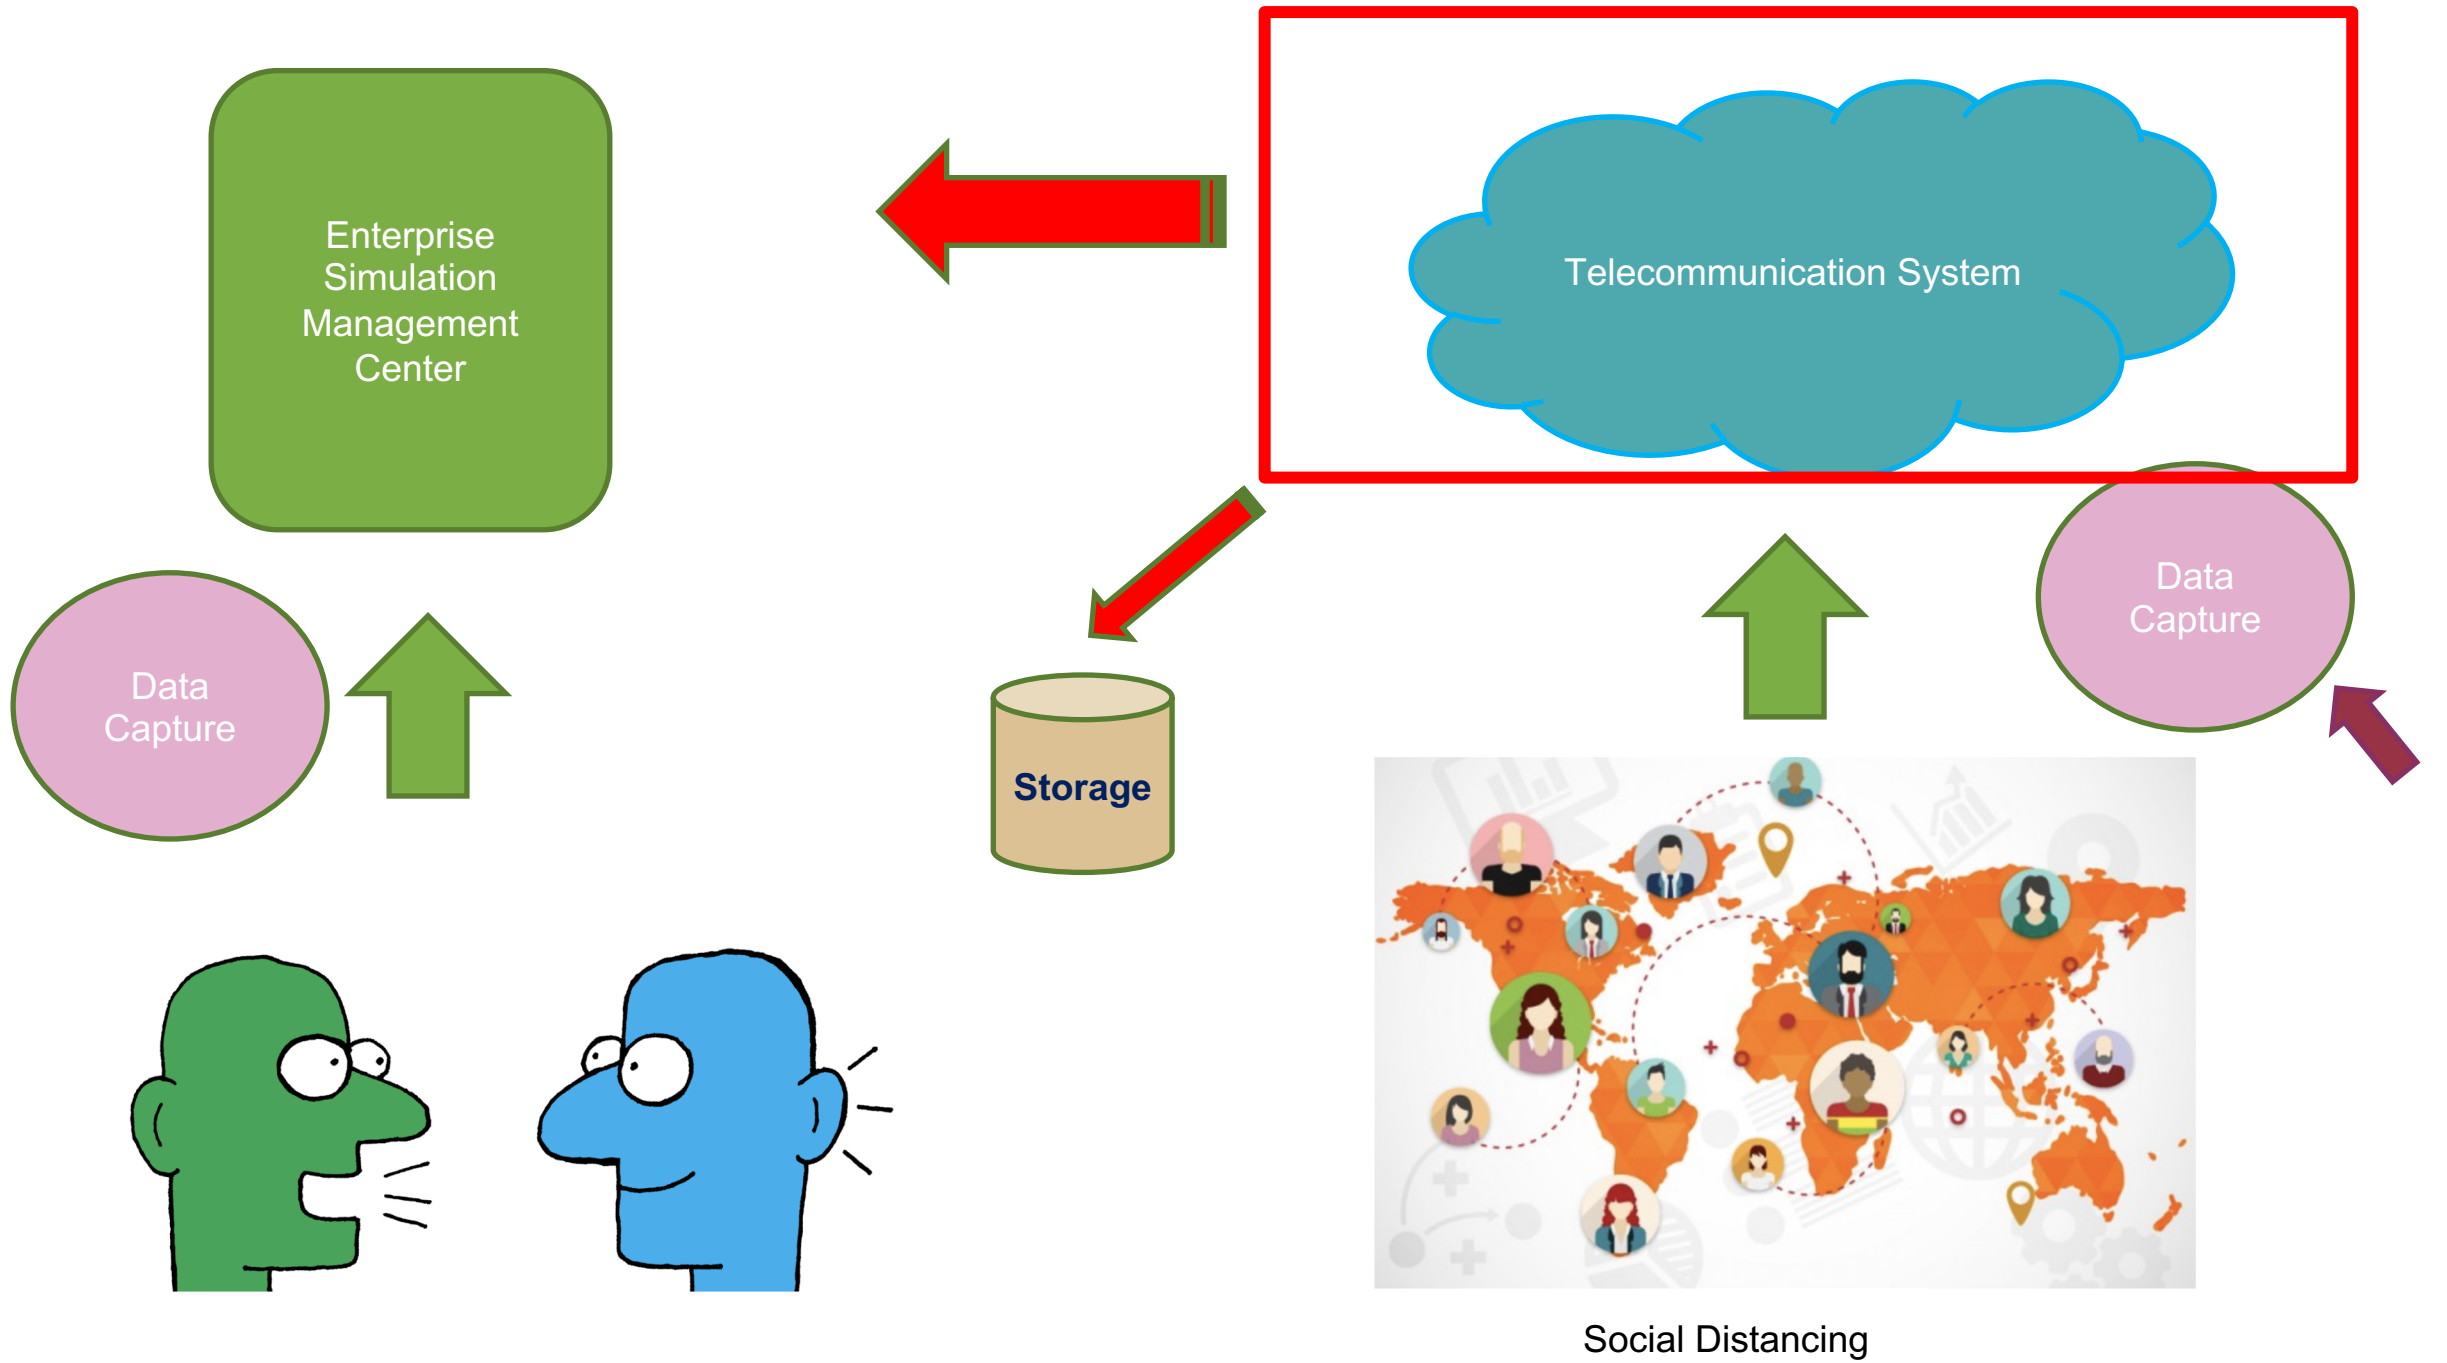 Enterprise
Simulation
Management
Center
Telecommunication System
Data
Capture
Data
Capture
Storage
Social Distancing